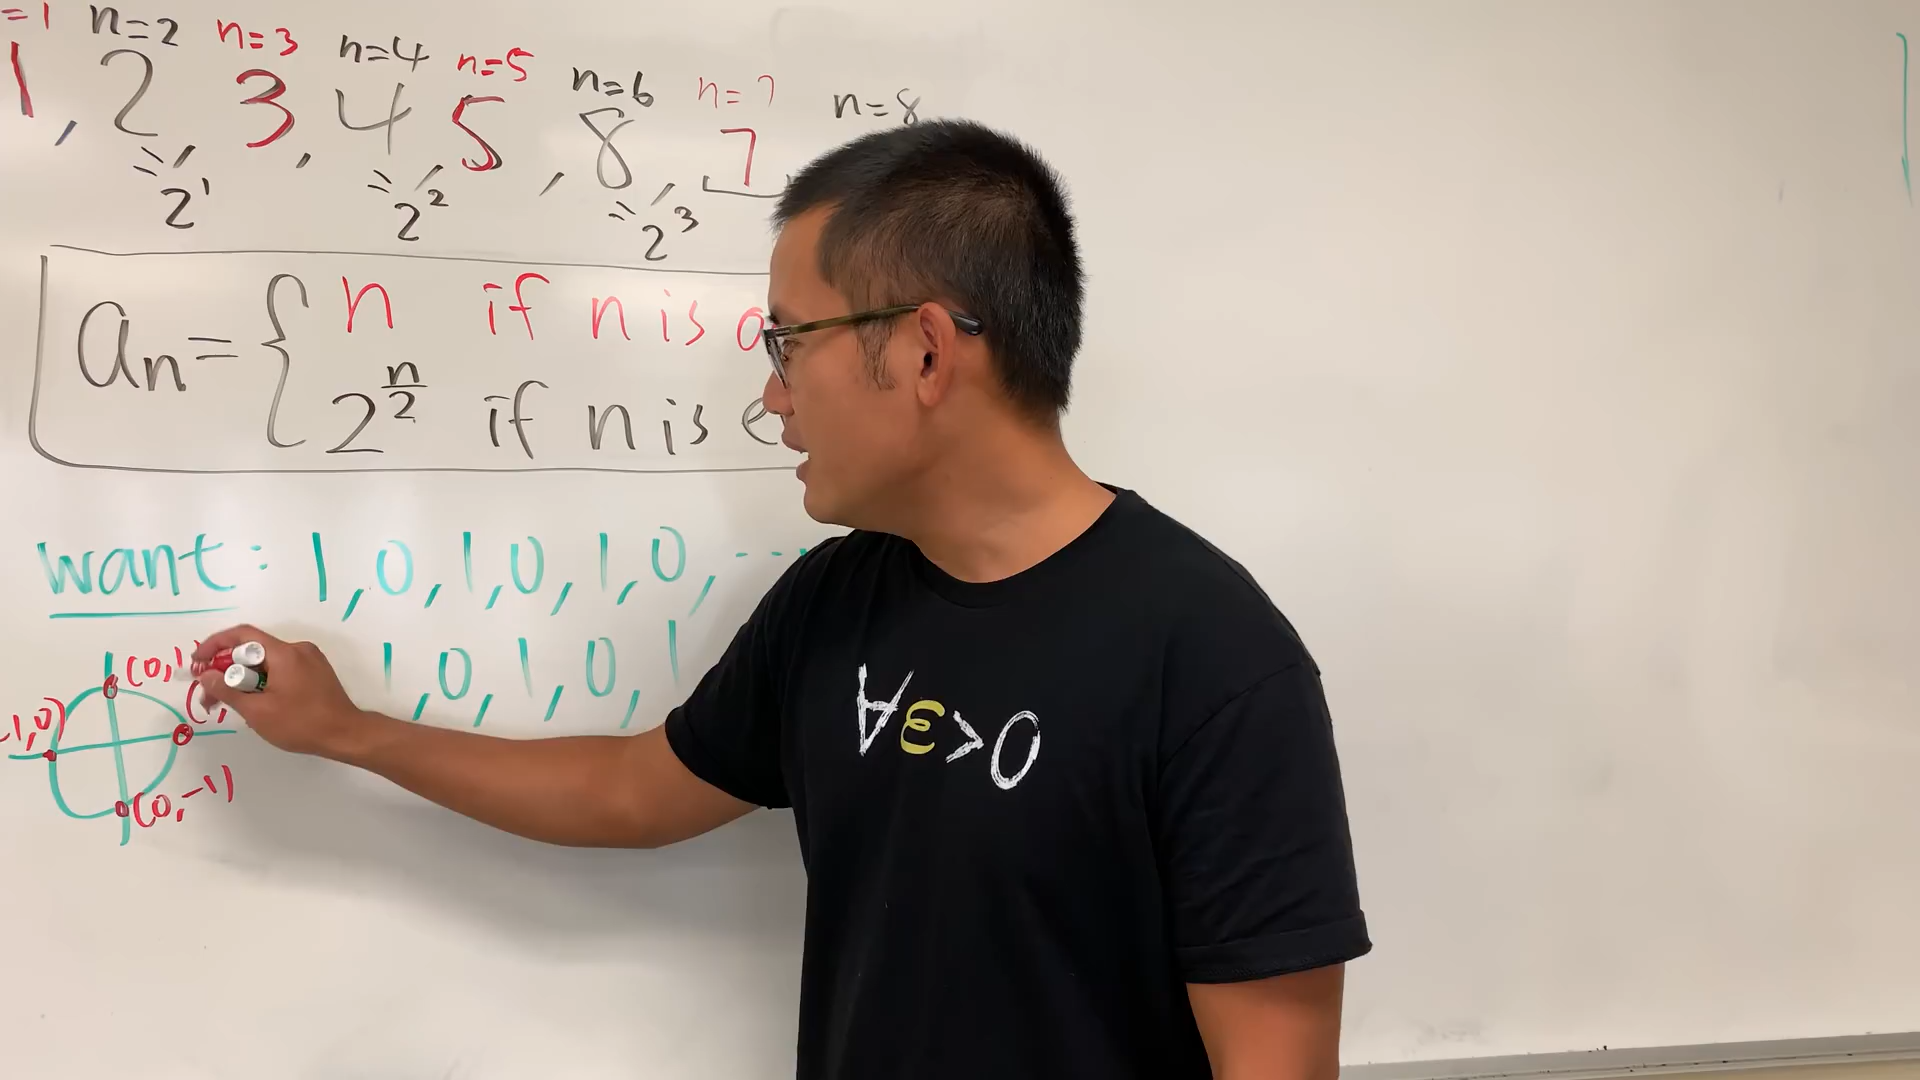 =1 n=2 n=3 n=4 n=5 n=6 n=7 n=8
1, 2, 3, 4, 5, 8, 7
=2¹ =2² =2³
aₙ = { n if n is
2^(n/2) if n is
want: 1, 0, 1, 0, 1, 0, ...
1, 0, 1, 0, 1
(0,1)
(1,
-1,0)
(0,-1)
∀ε>0